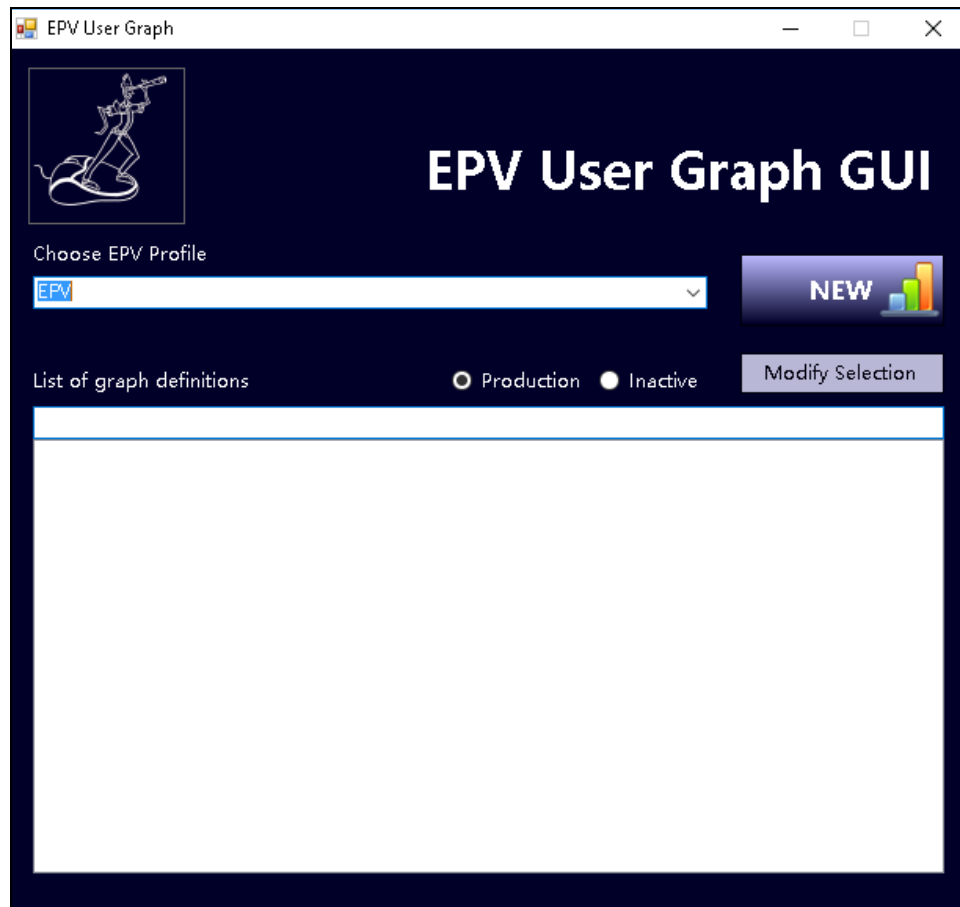 EPV User Graph
EPV User Graph GUI
Choose EPV Profile
EPV
NEW
List of graph definitions
Production
Inactive
Modify Selection